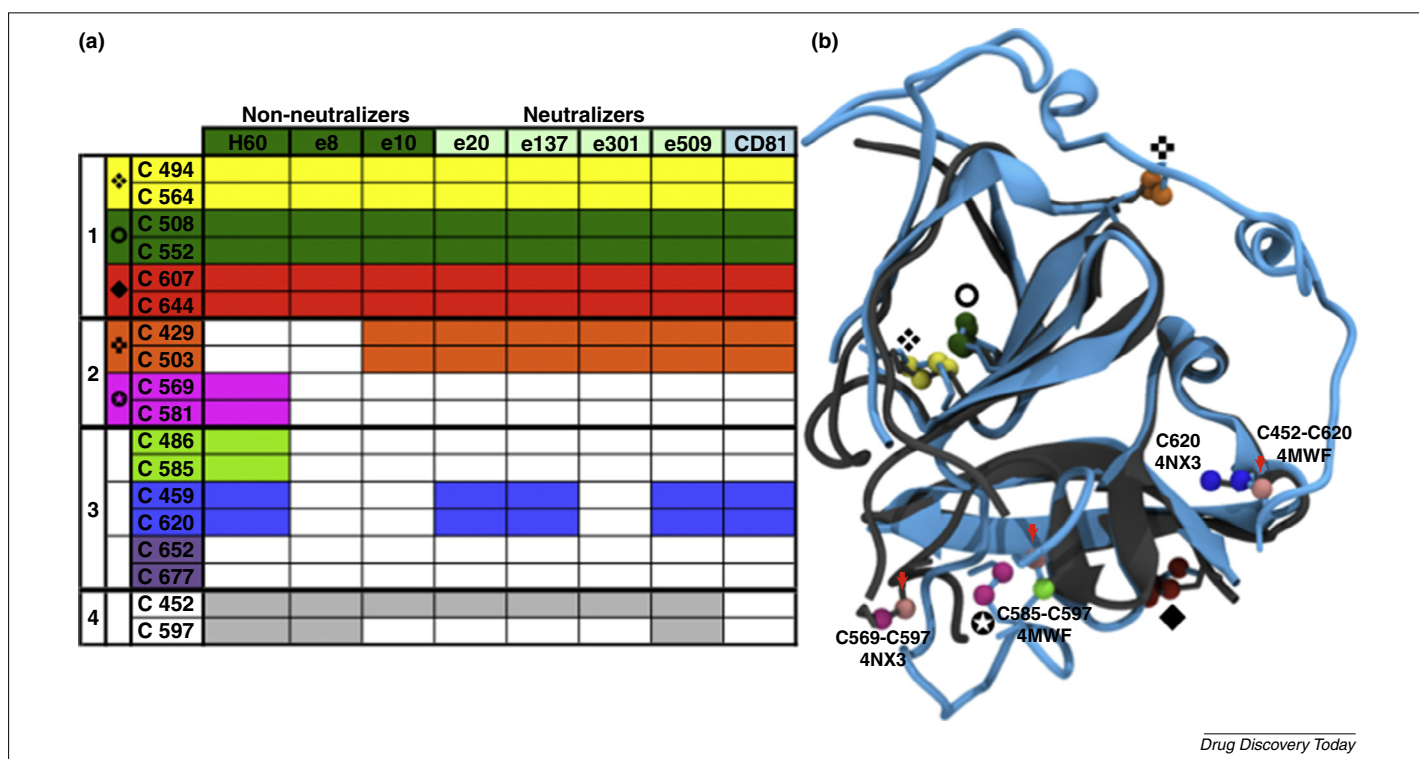 (a)
Non-neutralizers Neutralizers
H60 e8 e10 e20 e137 e301 e509 CD81
1
C 494
C 564
C 508
C 552
C 607
C 644
2
C 429
C 503
C 569
C 581
3
C 486
C 585
C 459
C 620
C 652
C 677
4
C 452
C 597
(b)
C620
4NX3
C452-C620
4MWF
C585-C597
4MWF
C569-C597
4NX3
Drug Discovery Today